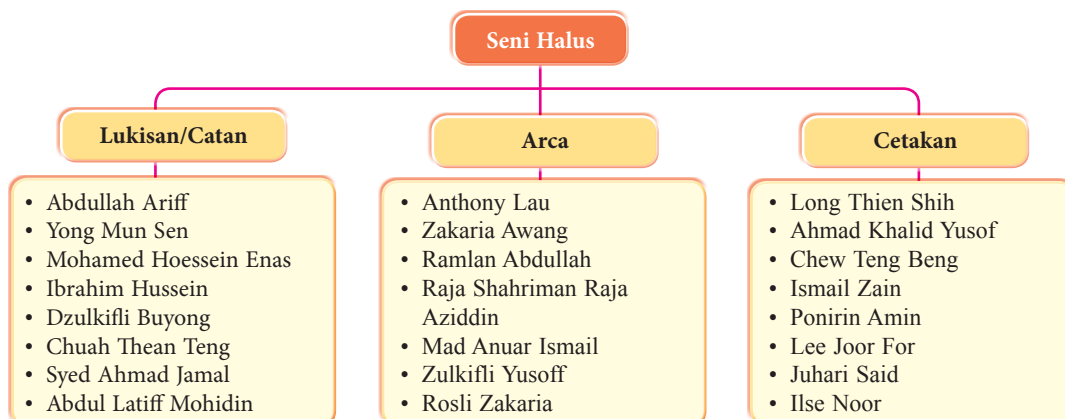 Seni Halus
Lukisan/Catan
• Abdullah Ariff
• Yong Mun Sen
• Mohamed Hoessein Enas
• Ibrahim Hussein
• Dzulkifli Buyong
• Chuah Thean Teng
• Syed Ahmad Jamal
• Abdul Latiff Mohidin
Arca
• Anthony Lau
• Zakaria Awang
• Ramlan Abdullah
• Raja Shahriman Raja
Aziddin
• Mad Anuar Ismail
• Zulkifli Yusoff
• Rosli Zakaria
Cetakan
• Long Thien Shih
• Ahmad Khalid Yusof
• Chew Teng Beng
• Ismail Zain
• Ponirin Amin
• Lee Joor For
• Juhari Said
• Ilse Noor